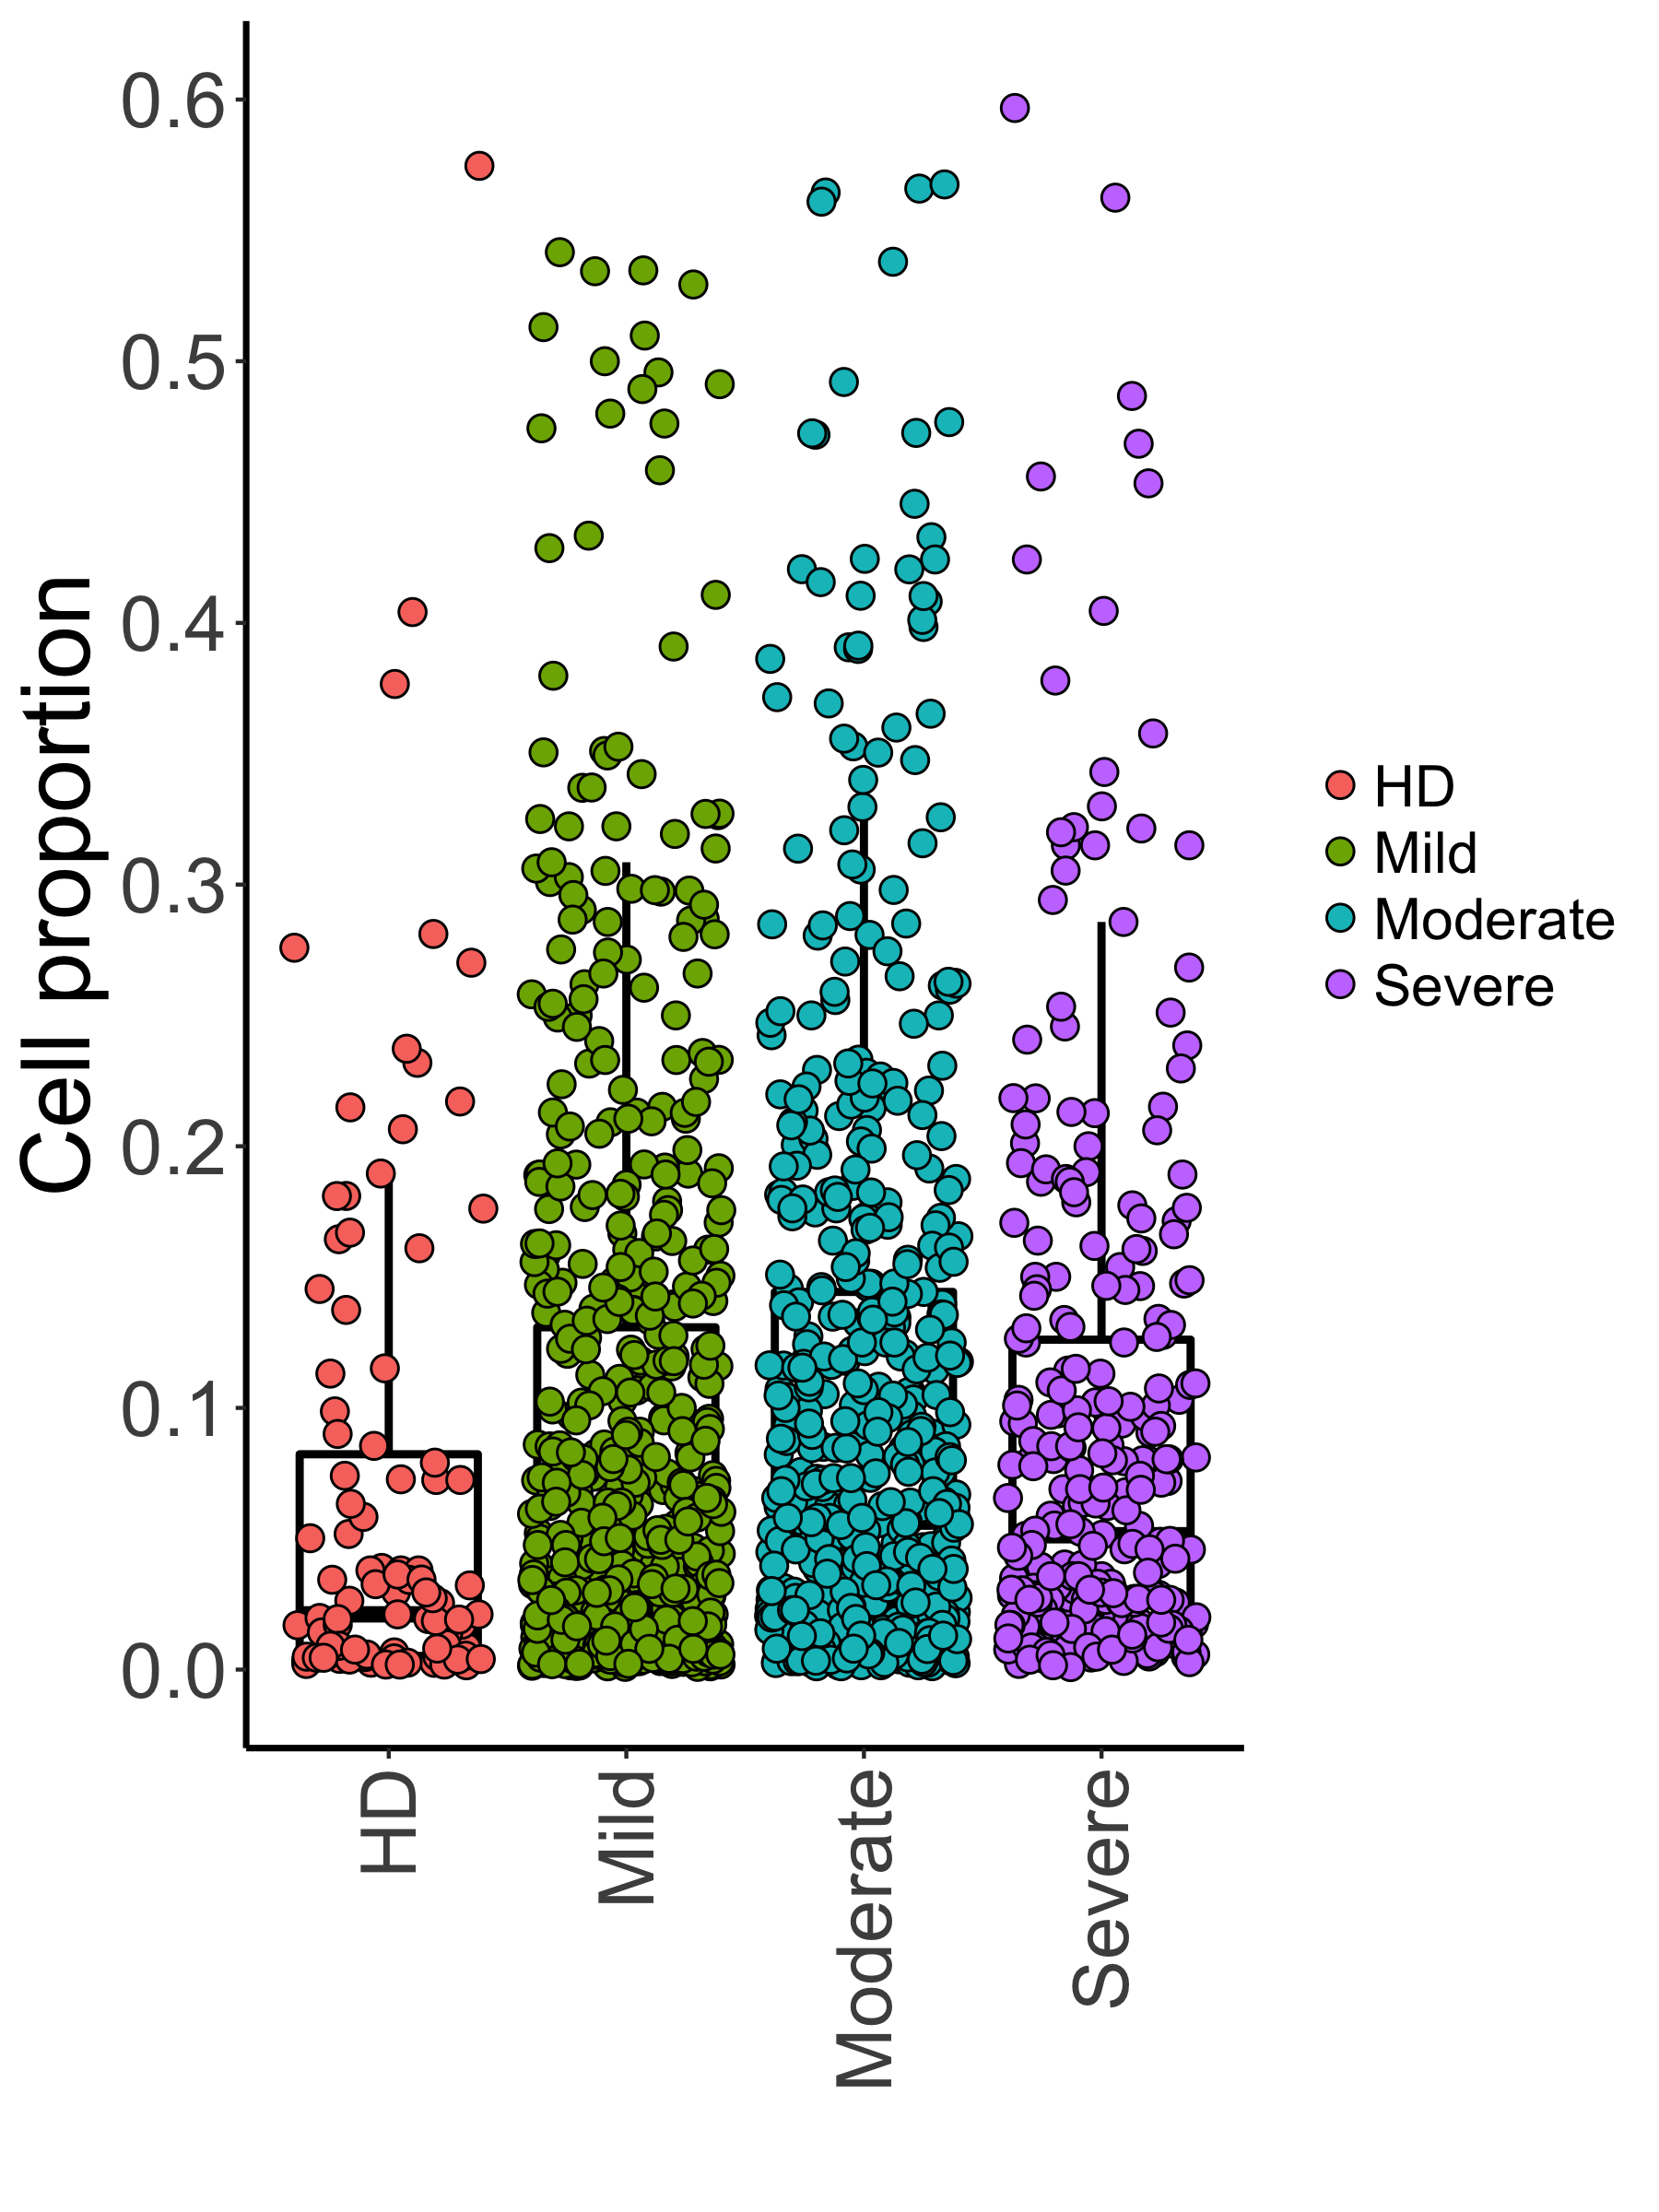 Cell proportion
0.6
0.5
0.4
0.3
0.2
0.1
0.0
HD
Mild
Moderate
Severe
HD
Mild
Moderate
Severe